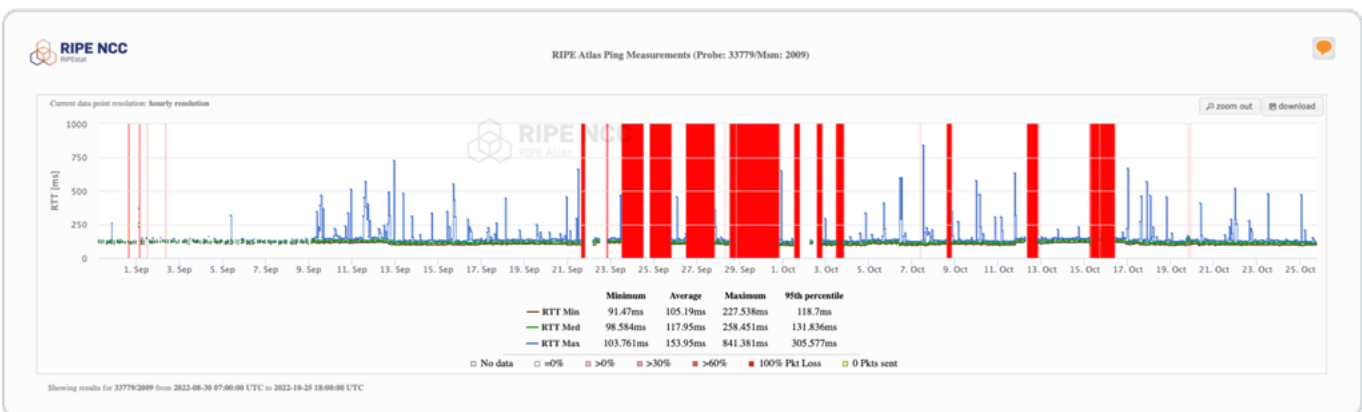 RIPE NCC
RIPEstat
RIPE Atlas Ping Measurements (Probe: 33779/Msm: 2009)
Current data point resolution: hourly resolution
zoom out
download
RIPE NCC
RIPE Atlas
RTT [ms]
1000
750
500
250
0
1. Sep 3. Sep 5. Sep 7. Sep 9. Sep 11. Sep 13. Sep 15. Sep 17. Sep 19. Sep 21. Sep 23. Sep 25. Sep 27. Sep 29. Sep 1. Oct 3. Oct 5. Oct 7. Oct 9. Oct 11. Oct 13. Oct 15. Oct 17. Oct 19. Oct 21. Oct 23. Oct 25. Oct
Minimum Average Maximum 95th percentile
RTT Min 91.47ms 105.19ms 227.538ms 118.7ms
RTT Med 98.584ms 117.95ms 258.451ms 131.836ms
RTT Max 103.761ms 153.95ms 841.381ms 305.577ms
No data =0% >0% >30% >60% 100% Pkt Loss 0 Pkts sent
Showing results for 33779/2009 from 2022-08-30 07:00:00 UTC to 2022-10-25 18:00:00 UTC